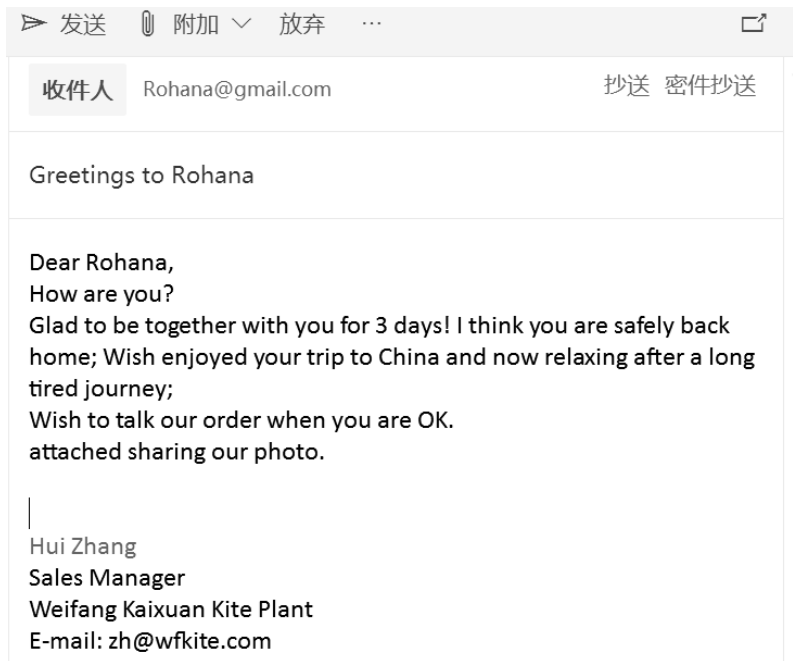 发送 附加 放弃 ...
收件人 Rohana@gmail.com 抄送 密件抄送
Greetings to Rohana
Dear Rohana,
How are you?
Glad to be together with you for 3 days! I think you are safely back
home; Wish enjoyed your trip to China and now relaxing after a long
tired journey;
Wish to talk our order when you are OK.
attached sharing our photo.
Hui Zhang
Sales Manager
Weifang Kaixuan Kite Plant
E-mail: zh@wfkite.com